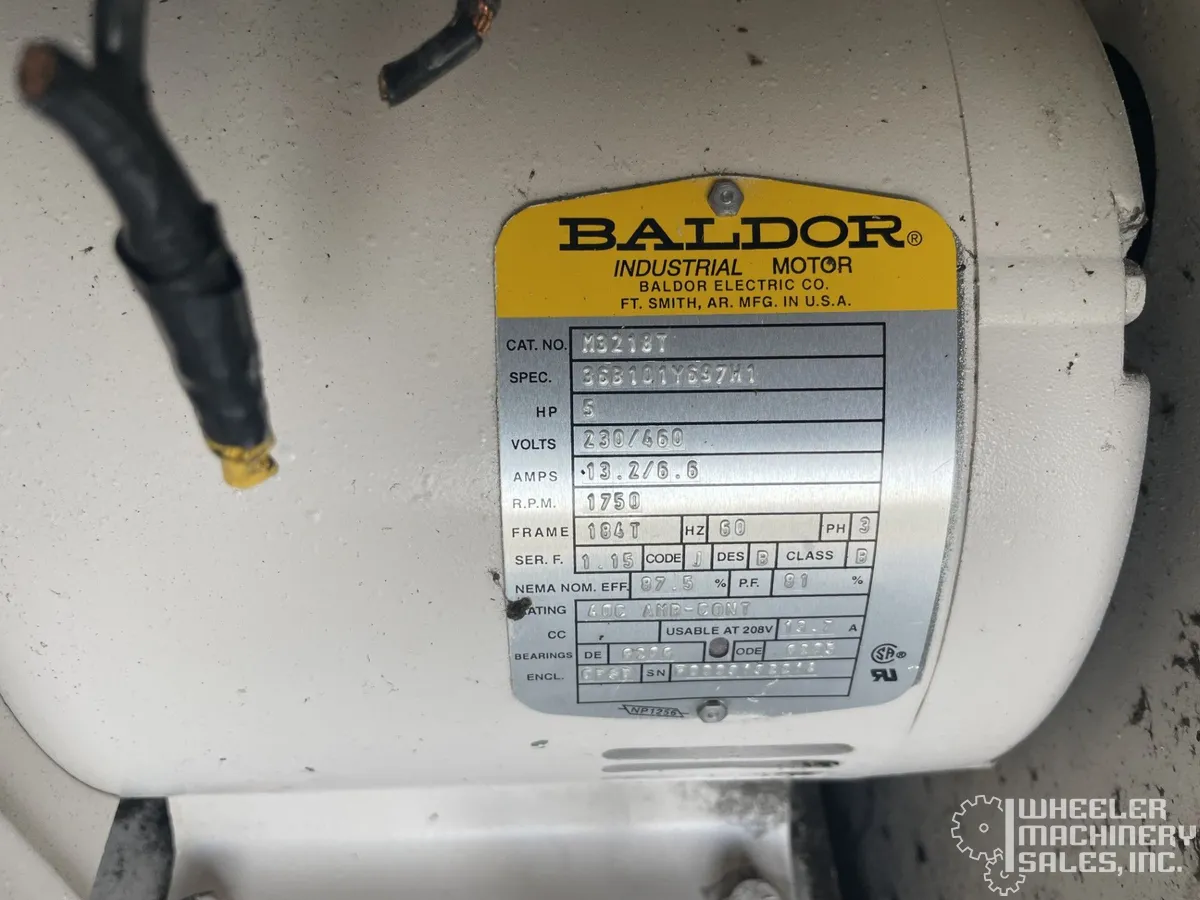 BALDOR®
INDUSTRIAL MOTOR
BALDOR ELECTRIC CO.
FT. SMITH, AR. MFG. IN U.S.A.
CAT. NO. M3218T
SPEC. 36B101Y697H1
HP 5
VOLTS 230/460
AMPS 13.2/6.6
R.P.M. 1750
FRAME 184T HZ 60 PH 3
SER. F. 1.15 CODE J DES B CLASS B
NEMA NOM. EFF. 87.5 % P.F. 81 %
RATING 40C AMB-CONT
CC USABLE AT 208V A
BEARINGS DE ODE
ENCL. SN
NP1256
WHEELER
MACHINERY
SALES, INC.